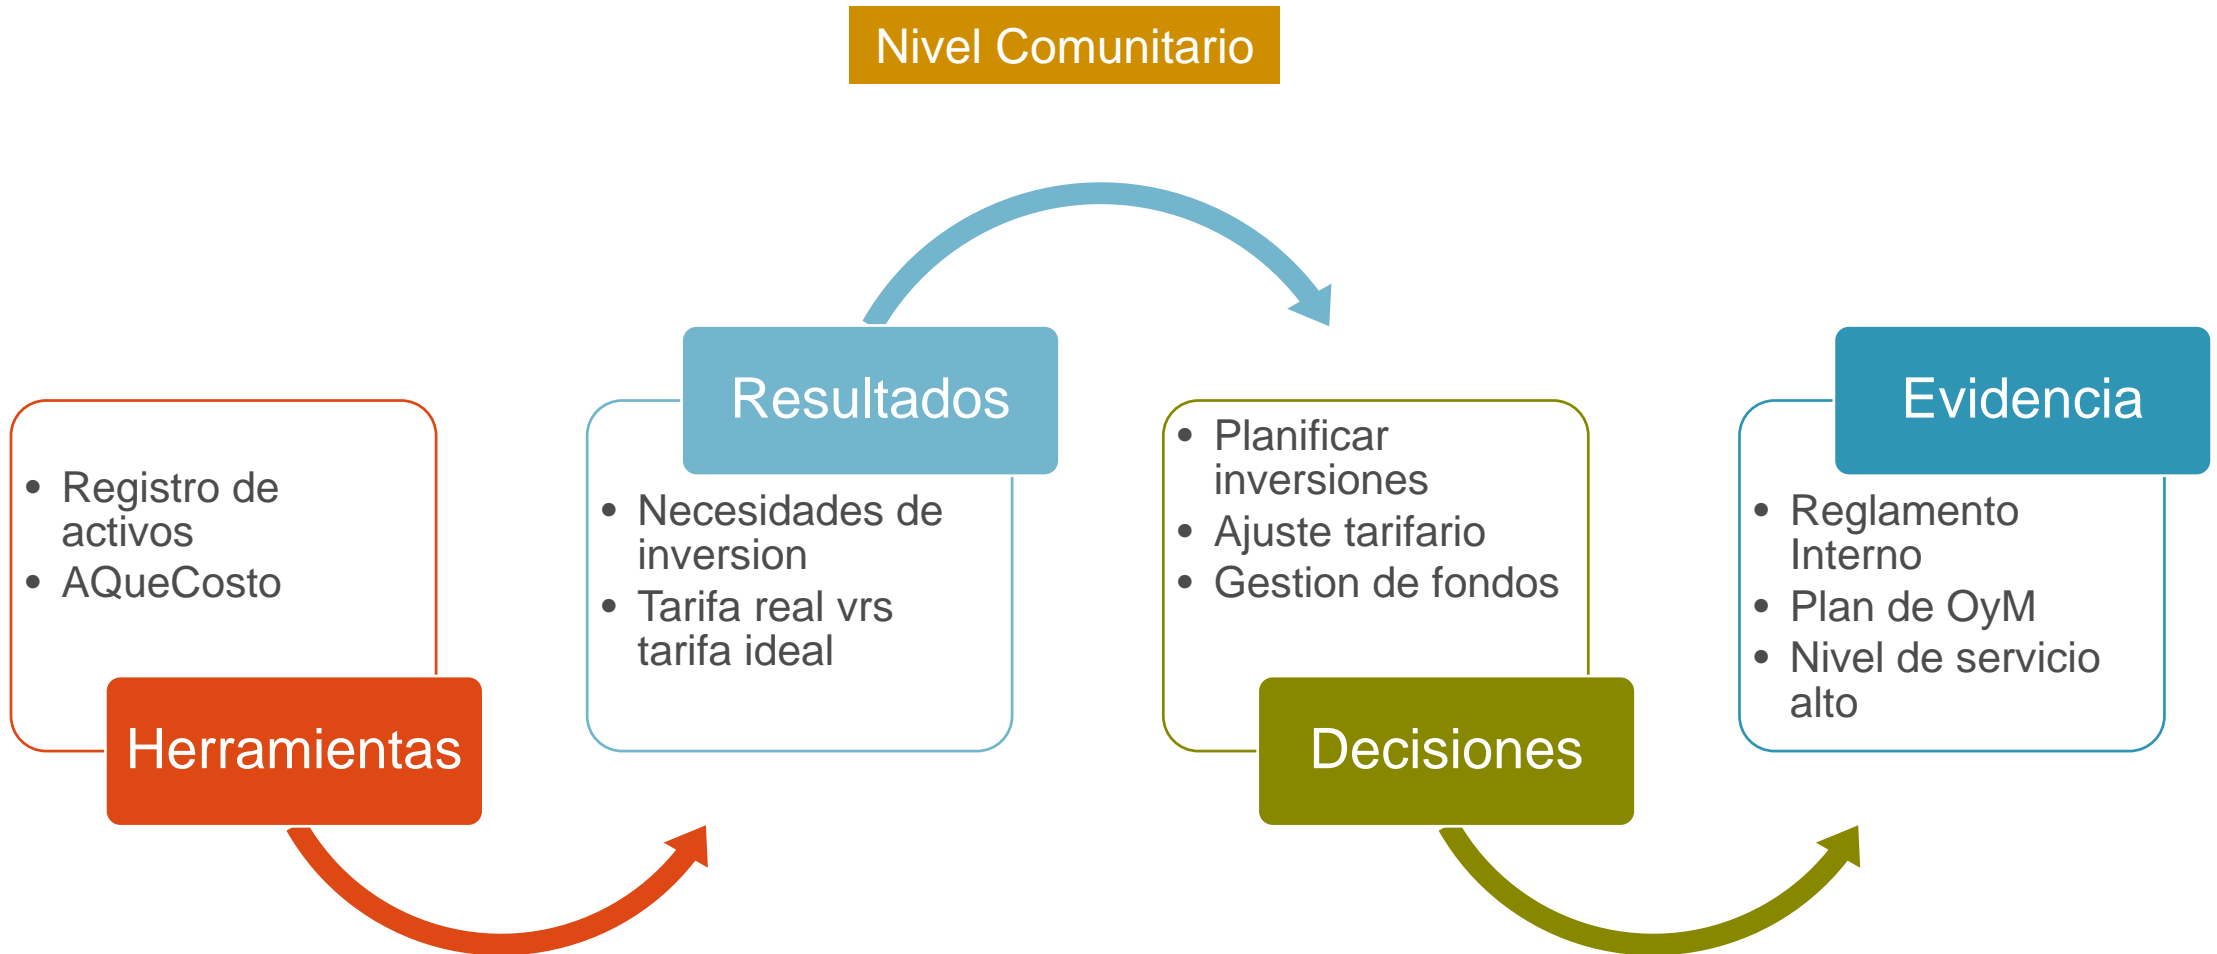 Nivel Comunitario
• Registro de
activos
• AQueCosto
Herramientas
Resultados
• Necesidades de
inversion
• Tarifa real vrs
tarifa ideal
• Planificar
inversiones
• Ajuste tarifario
• Gestion de fondos
Decisiones
Evidencia
• Reglamento
Interno
• Plan de OyM
• Nivel de servicio
alto